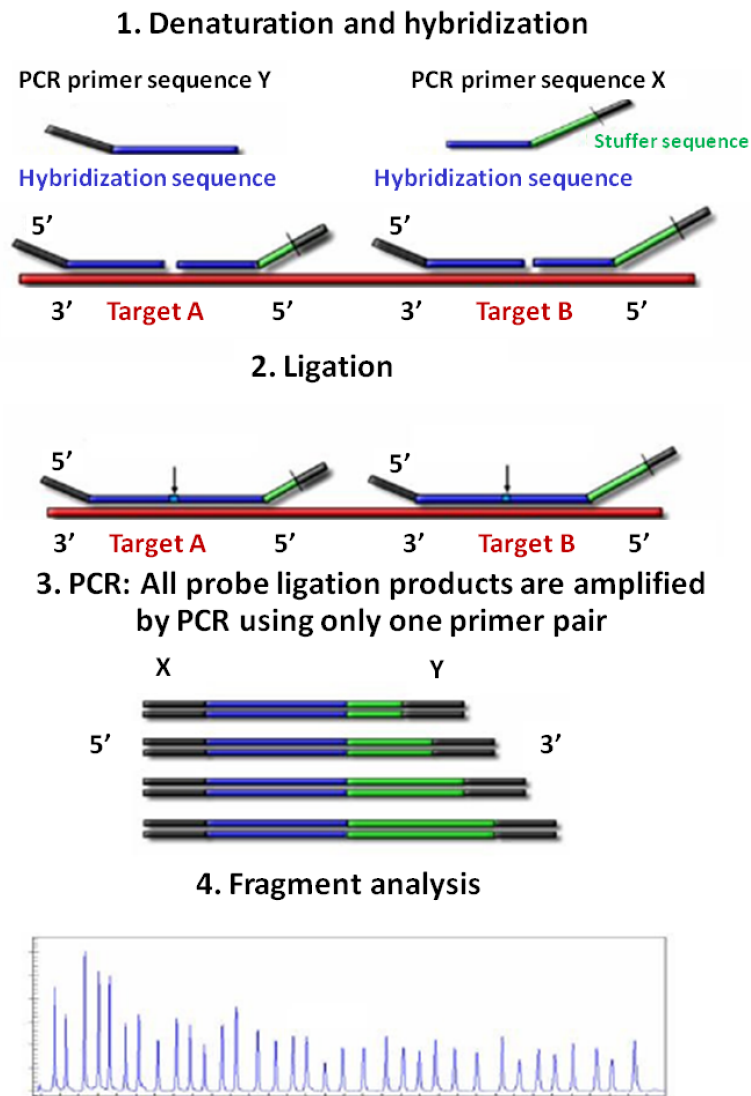 1. Denaturation and hybridization
PCR primer sequence Y
PCR primer sequence X
Stuffer sequence
Hybridization sequence
Hybridization sequence
5’
5’
3’ Target A 5’
3’ Target B 5’
2. Ligation
5’
5’
3’ Target A 5’
3’ Target B 5’
3. PCR: All probe ligation products are amplified
by PCR using only one primer pair
X
Y
5’
3’
4. Fragment analysis